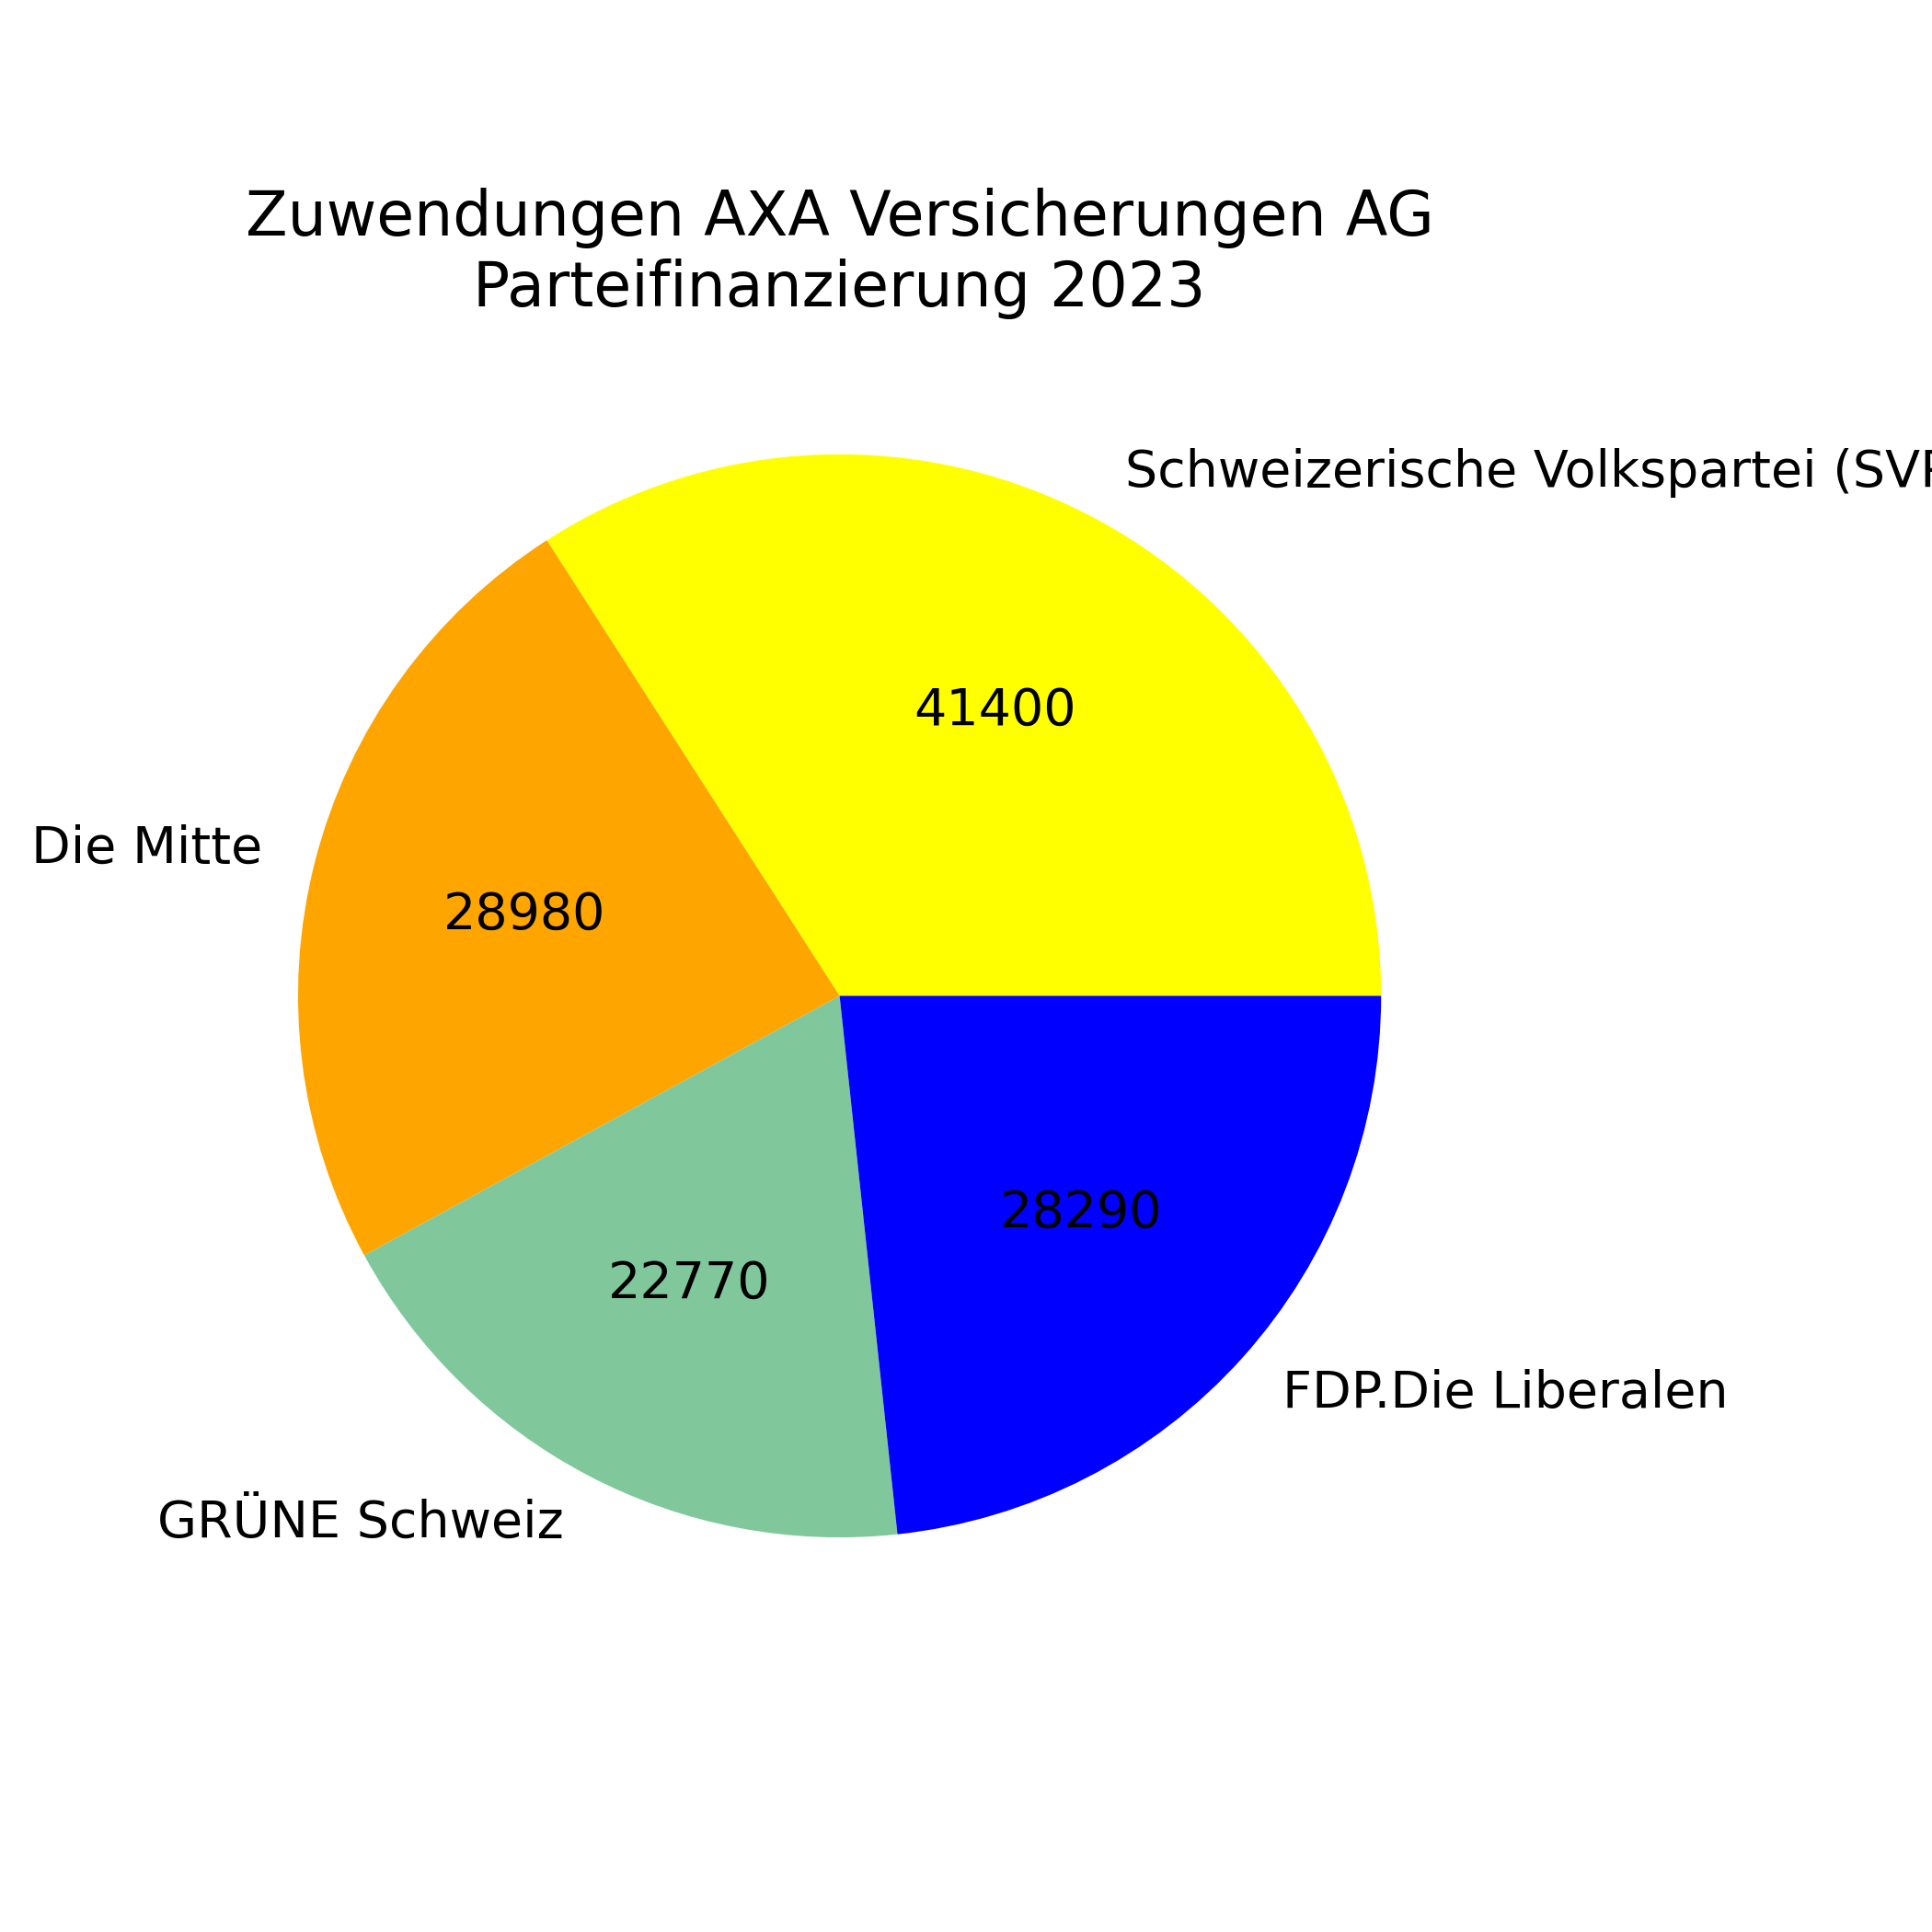 Zuwendungen AXA Versicherungen AG
Parteifinanzierung 2023
Schweizerische Volkspartei (SVP
41400
Die Mitte
28980
28290
22770
FDP.Die Liberalen
GRÜNE Schweiz